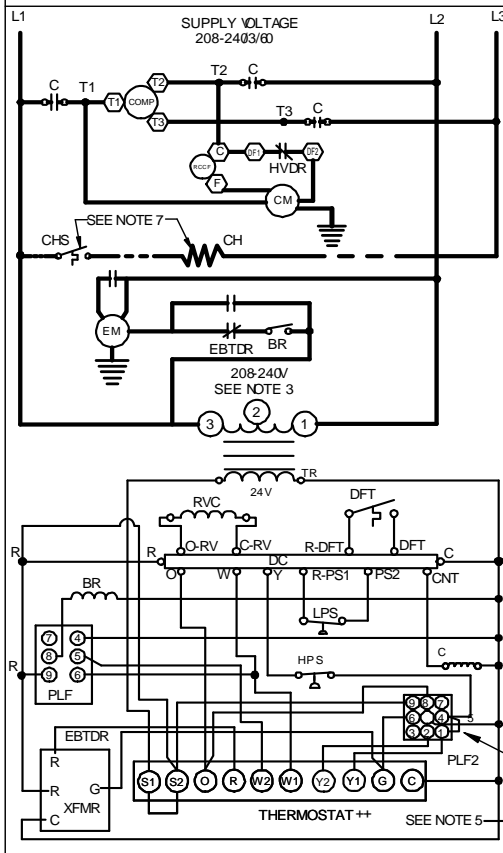 L1 SUPPLY VOLTAGE L2 L3
208-240/3/60
T2 C
C T1 T2
T1 COMP T3 C
T3
C DF1 DF2
RCCF HVDR
F CM
SEE NOTE 7
CHS CH
EM
EBTDR BR
208-240V
SEE NOTE 3
3 2 1
TR
24V
RVC DFT
O-RV C-RV R-DFT DFT
R R DC C
O W Y R-PS1 PS2 CNT
BR LPS
7 4 C
8 5 HPS
R 9 6
PLF 9 8 7
6 4 5
EBTDR 3 2 1
R PLF2
R G S1 S2 O R W2 W1 Y2 Y1 G C
XFMR
C THERMOSTAT ++ SEE NOTE 5